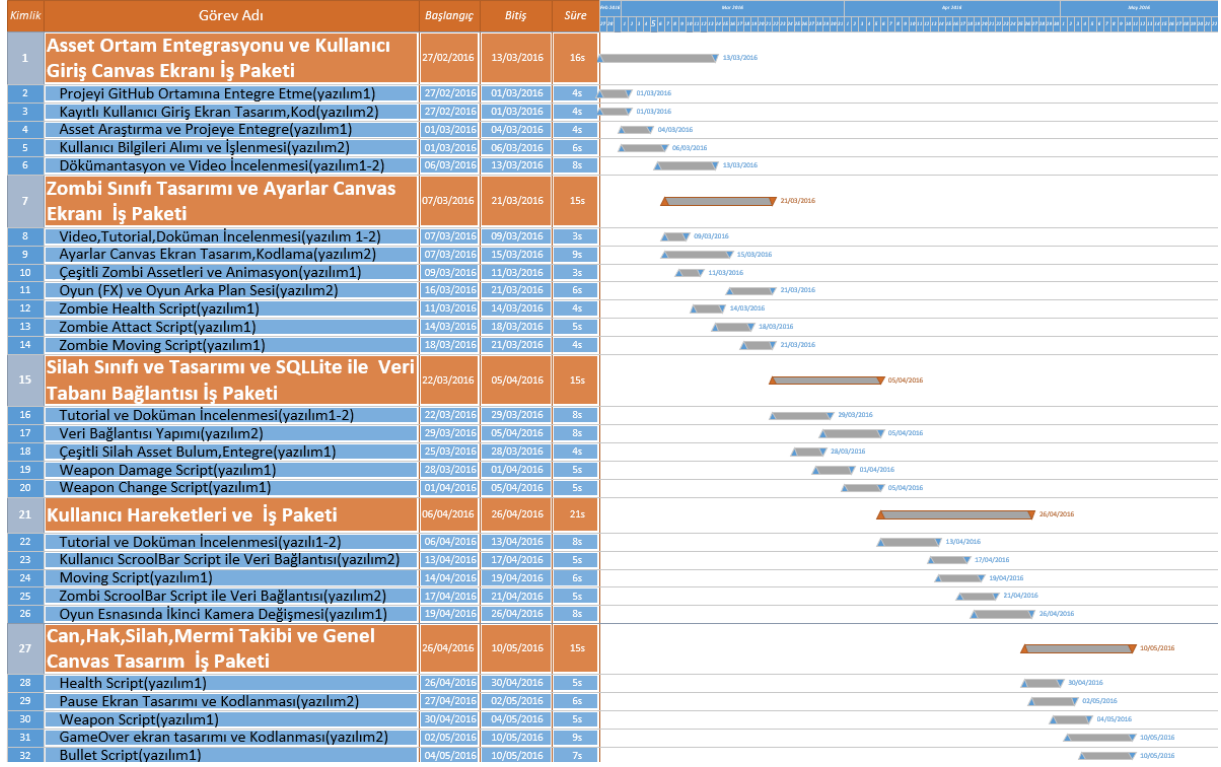 Kimlik Görev Adı Başlangıç Bitiş Süre Mar 2016 Apr 2016 May 2016
1 Asset Ortam Entegrasyonu ve Kullanıcı 27/02/2016 13/03/2016 16s 13/03/2016
Giriş Canvas Ekranı İş Paketi
2 Projeyi GitHub Ortamına Entegre Etme(yazılım1) 27/02/2016 01/03/2016 4s 01/03/2016
3 Kayıtlı Kullanıcı Giriş Ekran Tasarım,Kod(yazılım2) 27/02/2016 01/03/2016 4s 01/03/2016
4 Asset Araştırma ve Projeye Entegre(yazılım1) 01/03/2016 04/03/2016 4s 04/03/2016
5 Kullanıcı Bilgileri Alımı ve İşlenmesi(yazılım2) 01/03/2016 06/03/2016 6s 06/03/2016
6 Dökümantasyon ve Video İncelenmesi(yazılım1-2) 06/03/2016 13/03/2016 8s 13/03/2016
7 Zombi Sınıfı Tasarımı ve Ayarlar Canvas 07/03/2016 21/03/2016 15s 21/03/2016
Ekranı İş Paketi
8 Video,Tutorial,Doküman İncelenmesi(yazılım 1-2) 07/03/2016 09/03/2016 3s 09/03/2016
9 Ayarlar Canvas Ekran Tasarım,Kodlama(yazılım2) 07/03/2016 15/03/2016 9s 15/03/2016
10 Çeşitli Zombi Assetleri ve Animasyon(yazılım1) 09/03/2016 11/03/2016 3s 11/03/2016
11 Oyun (FX) ve Oyun Arka Plan Sesi(yazılım2) 16/03/2016 21/03/2016 6s 21/03/2016
12 Zombie Health Script(yazılım1) 11/03/2016 14/03/2016 4s 14/03/2016
13 Zombie Attact Script(yazılım1) 14/03/2016 18/03/2016 5s 18/03/2016
14 Zombie Moving Script(yazılım1) 18/03/2016 21/03/2016 4s 21/03/2016
15 Silah Sınıfı ve Tasarımı ve SQLLite ile Veri 22/03/2016 05/04/2016 15s 05/04/2016
Tabanı Bağlantısı İş Paketi
16 Tutorial ve Doküman İncelenmesi(yazılım1-2) 22/03/2016 29/03/2016 8s 29/03/2016
17 Veri Bağlantısı Yapımı(yazılım2) 29/03/2016 05/04/2016 8s 05/04/2016
18 Çeşitli Silah Asset Bulum,Entegre(yazılım1) 25/03/2016 28/03/2016 4s 28/03/2016
19 Weapon Damage Script(yazılım1) 28/03/2016 01/04/2016 5s 01/04/2016
20 Weapon Change Script(yazılım1) 01/04/2016 05/04/2016 5s 05/04/2016
21 Kullanıcı Hareketleri ve İş Paketi 06/04/2016 26/04/2016 21s 26/04/2016
22 Tutorial ve Doküman İncelenmesi(yazılı1-2) 06/04/2016 13/04/2016 8s 13/04/2016
23 Kullanıcı ScroolBar Script ile Veri Bağlantısı(yazılım2) 13/04/2016 17/04/2016 5s 17/04/2016
24 Moving Script(yazılım1) 14/04/2016 19/04/2016 6s 19/04/2016
25 Zombi ScroolBar Script ile Veri Bağlantısı(yazılım2) 17/04/2016 21/04/2016 5s 21/04/2016
26 Oyun Esnasında İkinci Kamera Değişmesi(yazılım1) 19/04/2016 26/04/2016 8s 26/04/2016
27 Can,Hak,Silah,Mermi Takibi ve Genel 26/04/2016 10/05/2016 15s 10/05/2016
Canvas Tasarım İş Paketi
28 Health Script(yazılım1) 26/04/2016 30/04/2016 5s 30/04/2016
29 Pause Ekran Tasarımı ve Kodlanması(yazılım2) 27/04/2016 02/05/2016 6s 02/05/2016
30 Weapon Script(yazılım1) 30/04/2016 04/05/2016 5s 04/05/2016
31 GameOver ekran tasarımı ve Kodlanması(yazılım2) 02/05/2016 10/05/2016 9s 10/05/2016
32 Bullet Script(yazılım1) 04/05/2016 10/05/2016 7s 10/05/2016